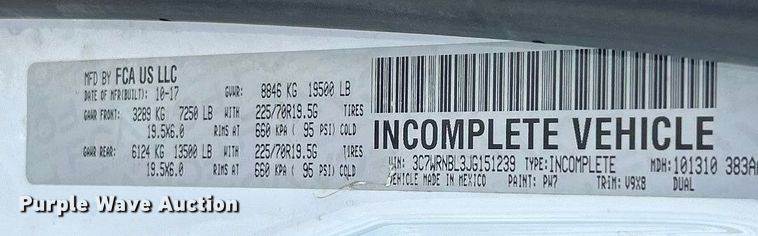 MFD BY FCA US LLC
DATE OF MFR(BUILT): 10-17 GVWR: 8846 KG 19500 LB
GAWR FRONT: 3289 KG 7250 LB WITH 225/70R19.5G TIRES
19.5X6.0 RIMS AT 660 KPA ( 95 PSI) COLD
GAWR REAR: 6124 KG 13500 LB WITH 225/70R19.5G TIRES
19.5X6.0 RIMS AT 660 KPA ( 95 PSI) COLD
INCOMPLETE VEHICLE
VIN: 3C7WRNBL3JG151239 TYPE: INCOMPLETE MDH: 101310 383A
VEHICLE MADE IN MEXICO PAINT: PW7 TRIM: V9X8 DUAL
Purple Wave Auction